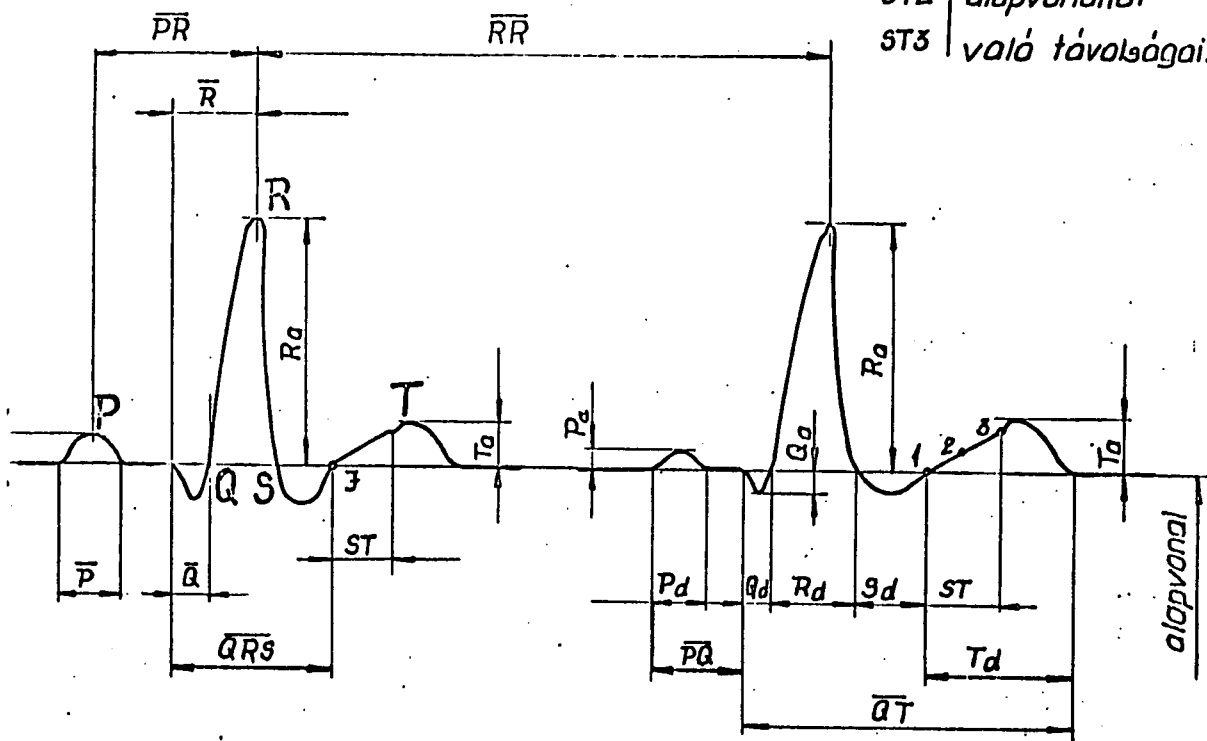 PR RR
ST2 alapvonaltól
ST3 való távolságai.
R
R
P
Q S
T
Ra
Ta
J
ST
P
Q
QRS
Pa
Qa
Ra
Ta
1 2 3
Pd Qd Rd Sd ST
PQ
Td
QT
alapvonal